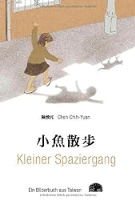 陳致元 Chen Chih-Yuan
小魚散步
Kleiner Spaziergang
Ein Bilderbuch aus Taiwan